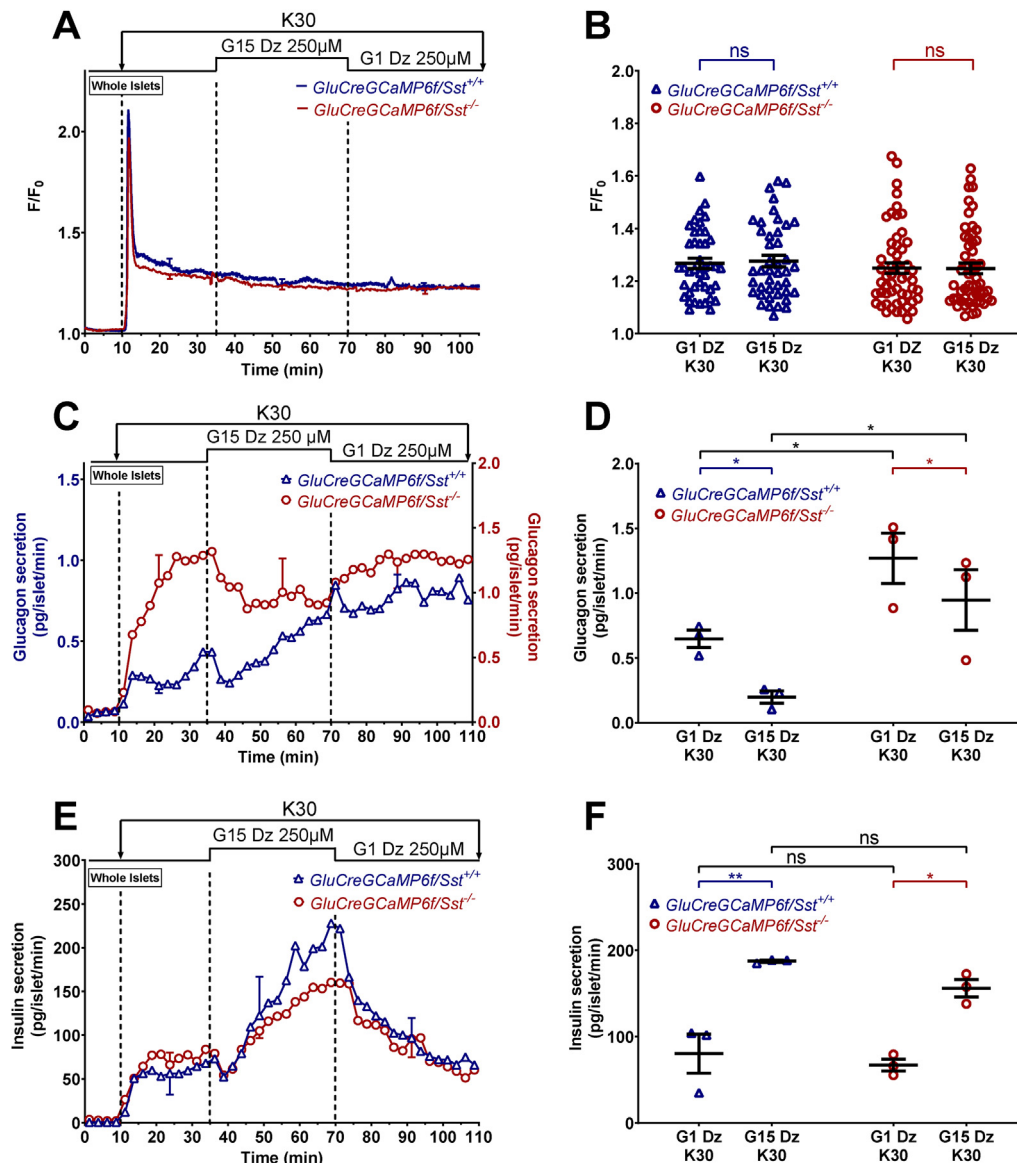 A
K30
G15 Dz 250µM
G1 Dz 250µM
Whole Islets
GluCreGCaMP6f/Sst+/+
GluCreGCaMP6f/Sst-/-
F/F0
2.0
1.5
1.0
0 10 20 30 40 50 60 70 80 90 100
Time (min)
B
ns ns
GluCreGCaMP6f/Sst+/+
GluCreGCaMP6f/Sst-/-
F/F0
2.0
1.8
1.6
1.4
1.2
1.0
G1 DZ G15 Dz G1 DZ G15 Dz
K30 K30 K30 K30
C
K30
G15 Dz 250 µM
G1 Dz 250µM
Whole Islets
GluCreGCaMP6f/Sst+/+
GluCreGCaMP6f/Sst-/-
Glucagon secretion
(pg/islet/min)
1.5
1.0
0.5
0.0
2.0
1.5
1.0
0.5
0.0
Glucagon secretion
(pg/islet/min)
0 10 20 30 40 50 60 70 80 90 100 110
Time (min)
D
*
*
* *
GluCreGCaMP6f/Sst+/+
GluCreGCaMP6f/Sst-/-
Glucagon secretion
(pg/islet/min)
2.0
1.5
1.0
0.5
0.0
G1 Dz G15 Dz G1 Dz G15 Dz
K30 K30 K30 K30
E
K30
G15 Dz 250µM
G1 Dz 250µM
Whole Islets
GluCreGCaMP6f/Sst+/+
GluCreGCaMP6f/Sst-/-
Insulin secretion
(pg/islet/min)
300
250
200
150
100
50
0
0 10 20 30 40 50 60 70 80 90 100 110
Time (min)
F
ns
ns
** *
GluCreGCaMP6f/Sst+/+
GluCreGCaMP6f/Sst-/-
Insulin secretion
(pg/islet/min)
300
200
100
0
G1 Dz G15 Dz G1 Dz G15 Dz
K30 K30 K30 K30